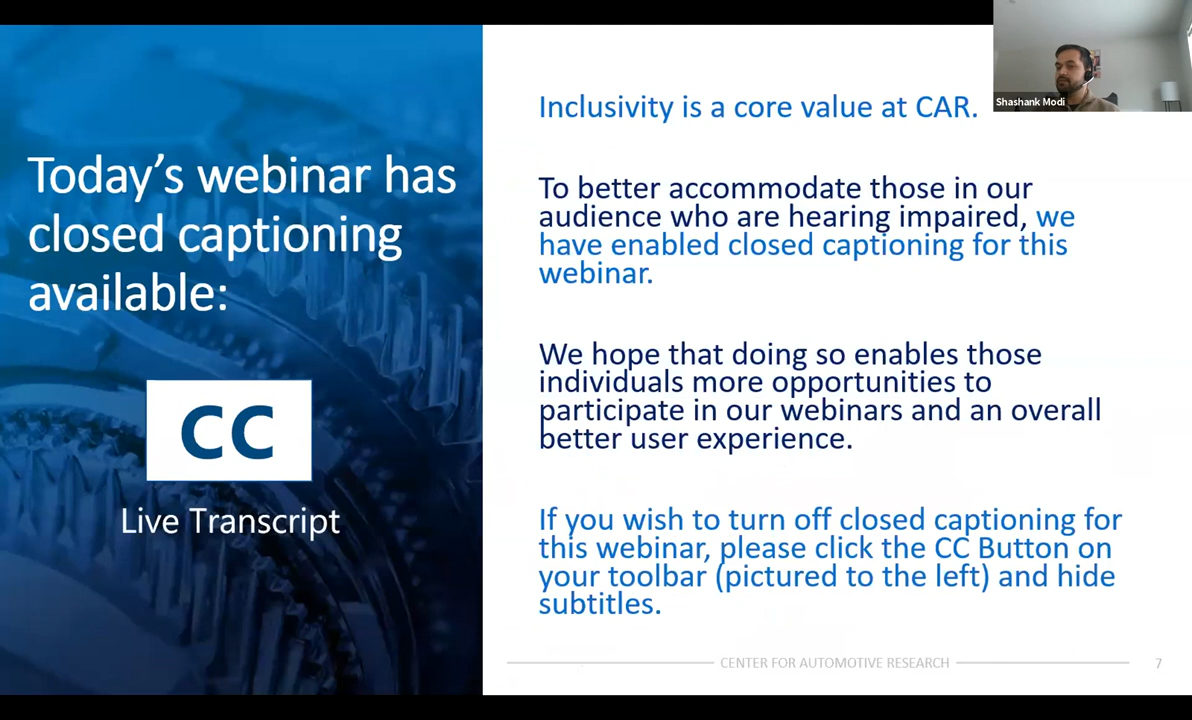 Today's webinar has
closed captioning
available:
CC
Live Transcript
Inclusivity is a core value at CAR.
Shashank Modi
To better accommodate those in our
audience who are hearing impaired, we
have enabled closed captioning for this
webinar.
We hope that doing so enables those
individuals more opportunities to
participate in our webinars and an overall
better user experience.
If you wish to turn off closed captioning for
this webinar, please click the CC Button on
your toolbar (pictured to the left) and hide
subtitles.
CENTER FOR AUTOMOTIVE RESEARCH
7